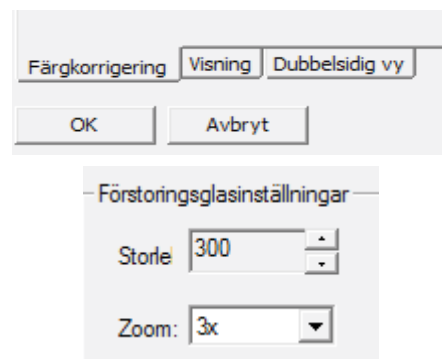 Färgkorrigering Visning Dubbelsidig vy
OK Avbryt
Förstoringsglasinställningar
Storle 300
Zoom: 3x